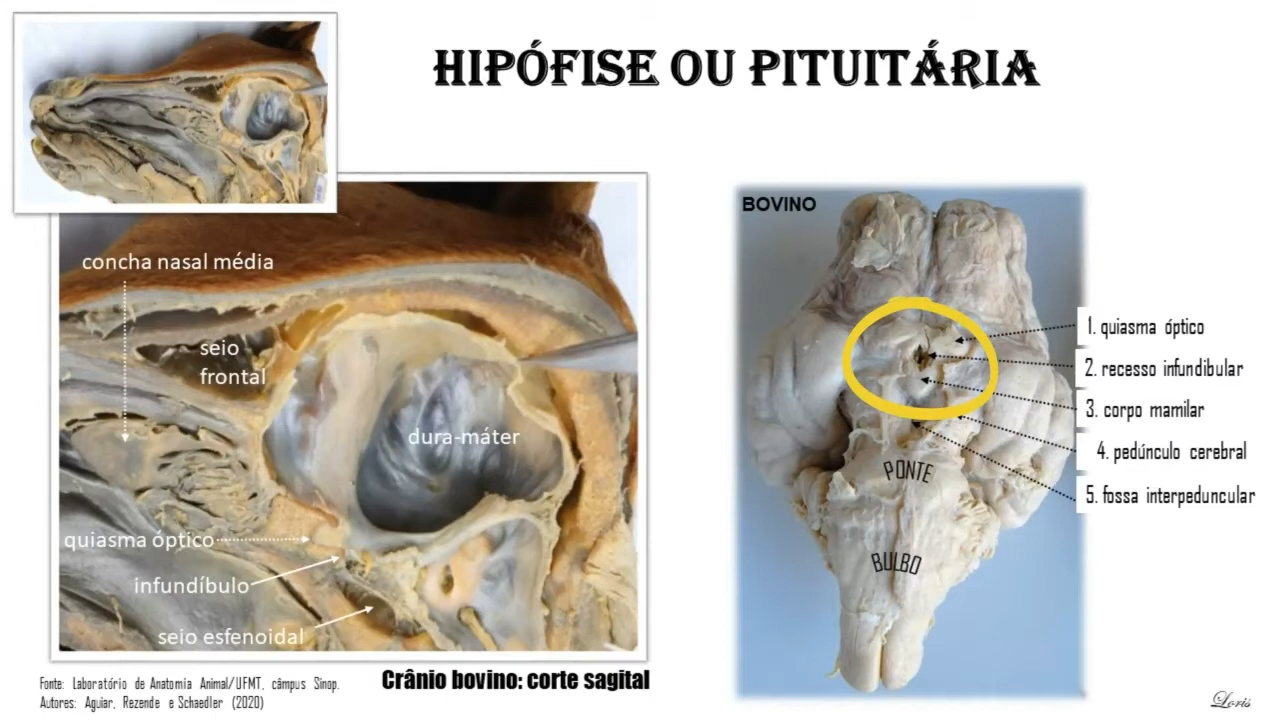 HIPÓFISE OU PITUITÁRIA
concha nasal média
seio
frontal
dura-máter
quiasma óptico
infundíbulo
seio esfenoidal
Crânio bovino: corte sagital
Fonte: Laboratório de Anatomia Animal/UFMT, câmpus Sinop.
Autores: Aguiar, Rezende e Schaedler (2020)
BOVINO
1. quiasma óptico
2. recesso infundibular
3. corpo mamilar
4. pedúnculo cerebral
5. fossa interpeduncular
PONTE
BULBO
Loris